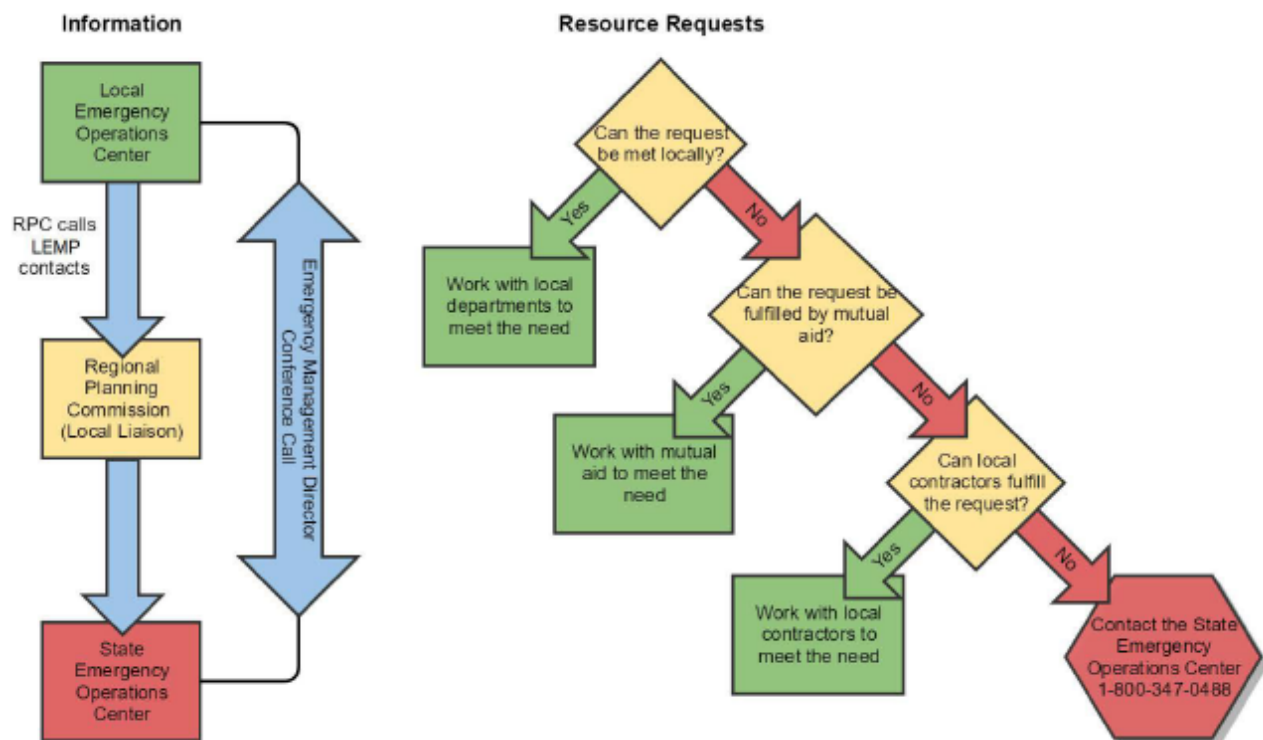 Information
Local
Emergency
Operations
Center
RPC calls
LEMP
contacts
Regional
Planning
Commission
(Local Liaison)
State
Emergency
Operations
Center
Emergency Management Director
Conference Call
Resource Requests
Can the request
be met locally?
Yes
No
Work with local
departments to
meet the need
Can the request be
fulfilled by mutual
aid?
Yes
No
Work with mutual
aid to meet the
need
Can local
contractors fulfill
the request?
Yes
No
Work with local
contractors to
meet the need
Contact the State
Emergency
Operations Center
1-800-347-0488